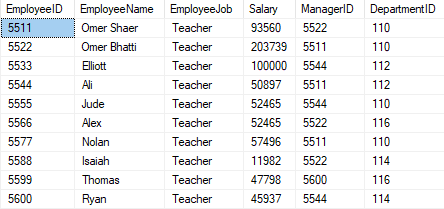 EmployeeID EmployeeName EmployeeJob Salary ManagerID DepartmentID
5511 Omer Shaer Teacher 93560 5522 110
5522 Omer Bhatti Teacher 203739 5511 110
5533 Elliott Teacher 100000 5544 112
5544 Ali Teacher 50897 5511 112
5555 Jude Teacher 52465 5544 110
5566 Alex Teacher 52465 5522 116
5577 Nolan Teacher 57496 5511 110
5588 Isaiah Teacher 11982 5522 114
5599 Thomas Teacher 47798 5600 116
5600 Ryan Teacher 45937 5544 114